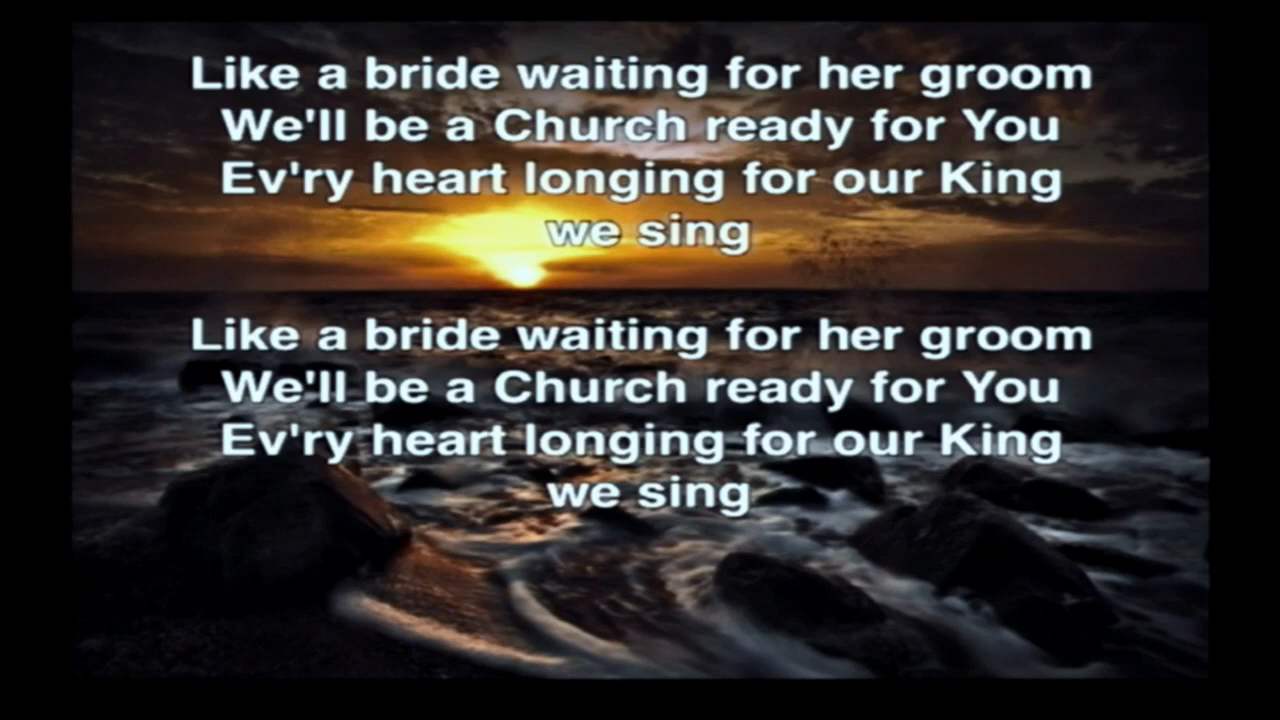 Like a bride waiting for her groom
We'll be a Church ready for You
Ev'ry heart longing for our King
we sing
Like a bride waiting for her groom
We'll be a Church ready for You
Ev'ry heart longing for our King
we sing